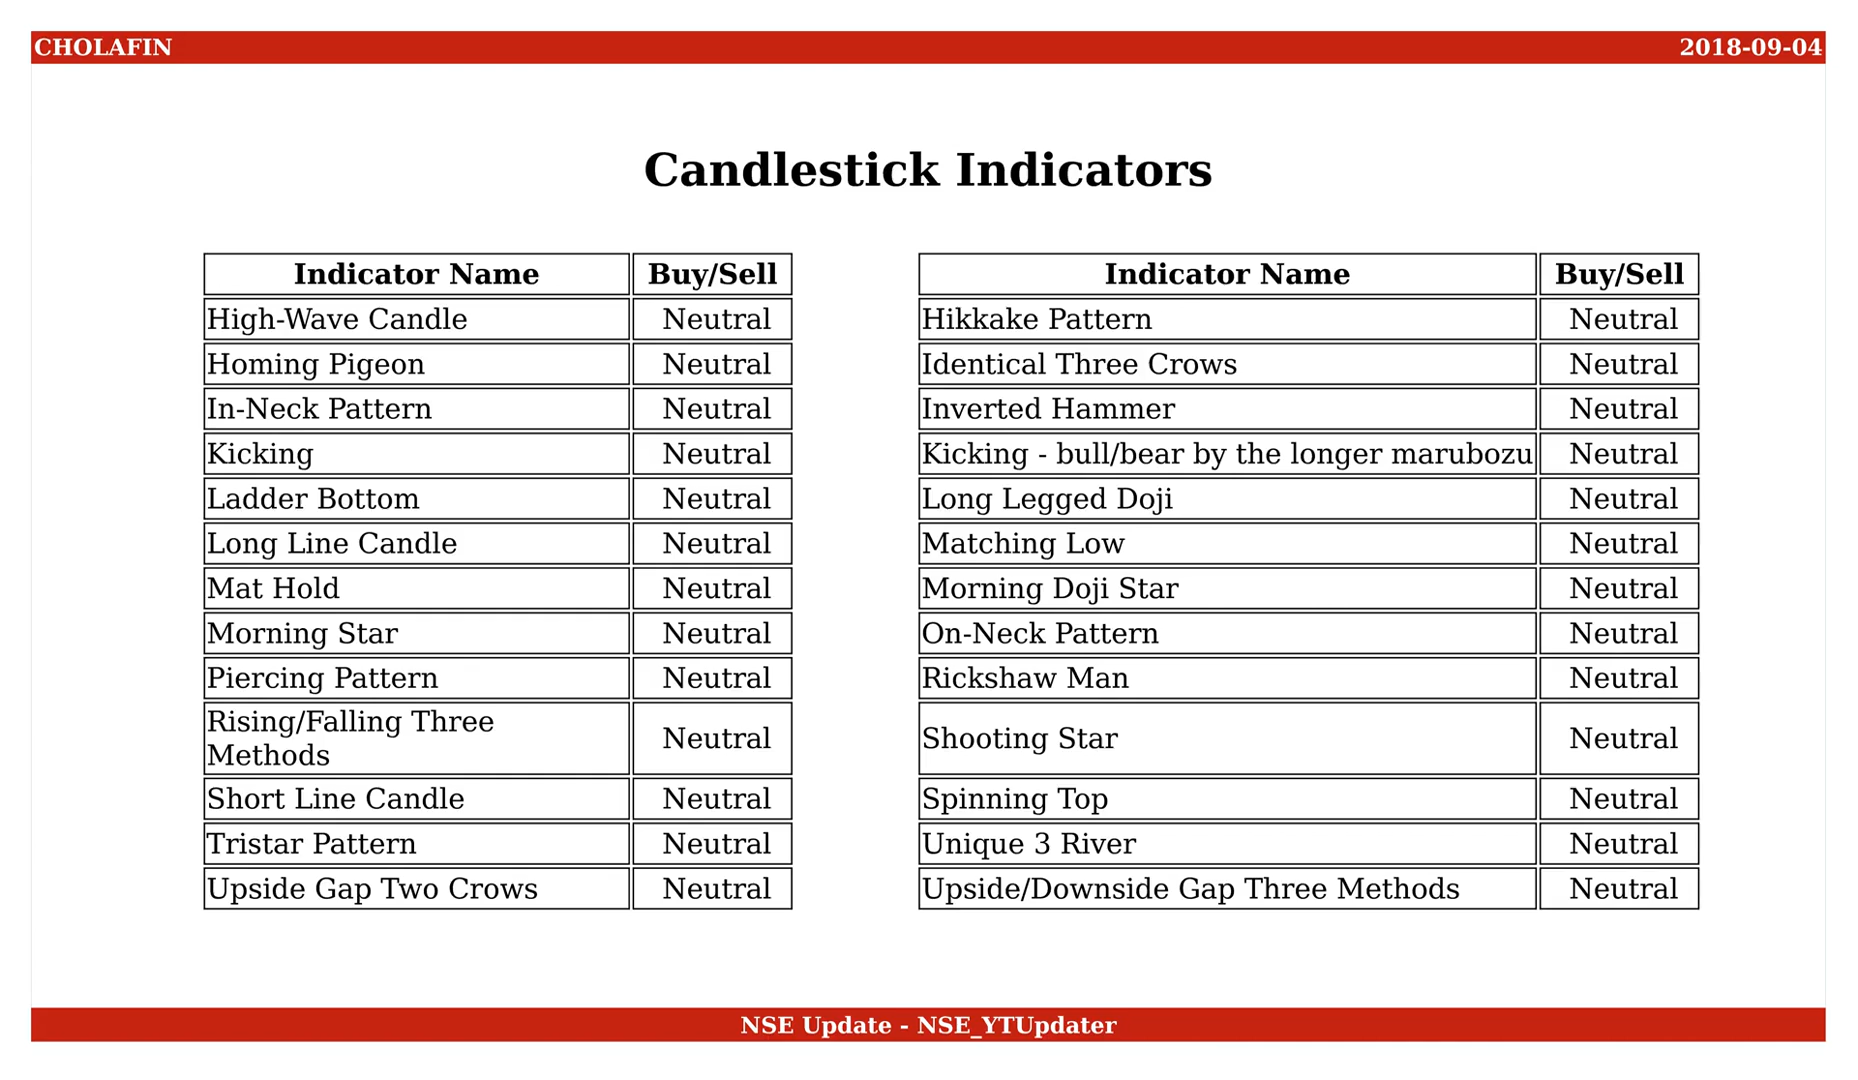 CHOLAFIN 2018-09-04
Candlestick Indicators
Indicator Name Buy/Sell
High-Wave Candle Neutral
Homing Pigeon Neutral
In-Neck Pattern Neutral
Kicking Neutral
Ladder Bottom Neutral
Long Line Candle Neutral
Mat Hold Neutral
Morning Star Neutral
Piercing Pattern Neutral
Rising/Falling Three
Methods Neutral
Short Line Candle Neutral
Tristar Pattern Neutral
Upside Gap Two Crows Neutral
Indicator Name Buy/Sell
Hikkake Pattern Neutral
Identical Three Crows Neutral
Inverted Hammer Neutral
Kicking - bull/bear by the longer marubozu Neutral
Long Legged Doji Neutral
Matching Low Neutral
Morning Doji Star Neutral
On-Neck Pattern Neutral
Rickshaw Man Neutral
Shooting Star Neutral
Spinning Top Neutral
Unique 3 River Neutral
Upside/Downside Gap Three Methods Neutral
NSE Update - NSE_YTUpdater